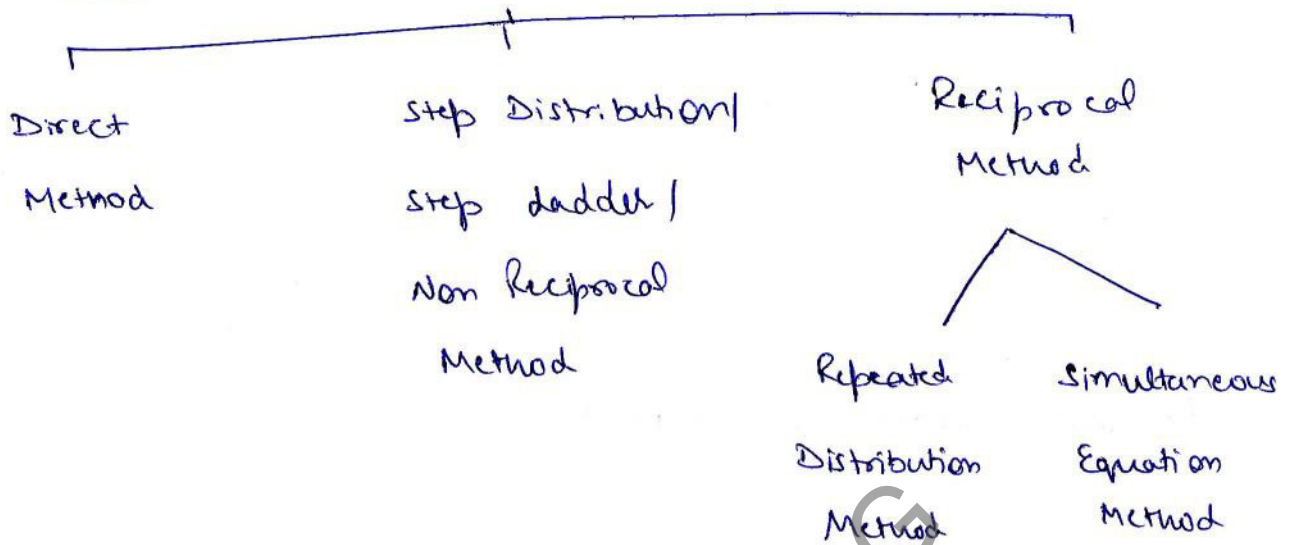 Direct
Method
Step Distribution/
Step Ladder/
Non Reciprocal
Method
Reciprocal
Method
Repeated
Distribution
Method
Simultaneous
Equation
Method